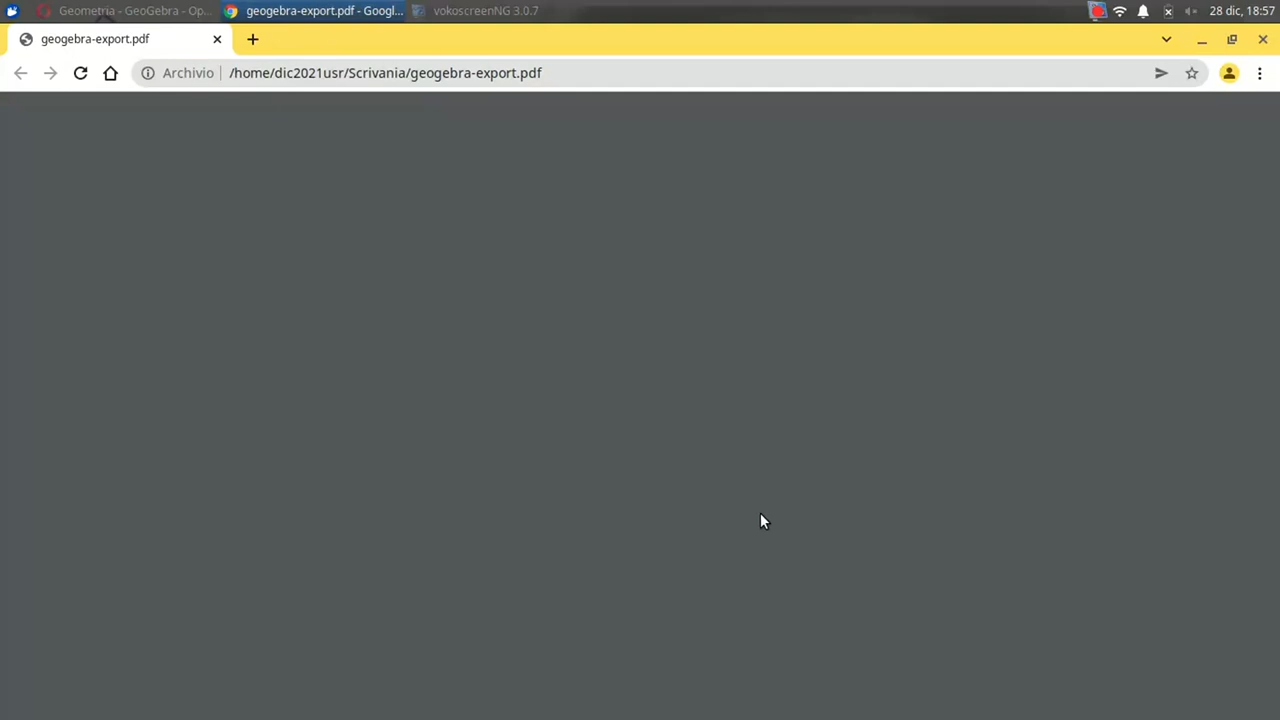 Geometria - GeoGebra - Op... geogebra-export.pdf - Googl... vokoscreenNG 3.0.7 28 dic, 18:57
geogebra-export.pdf
Archivio /home/dic2021usr/Scrivania/geogebra-export.pdf